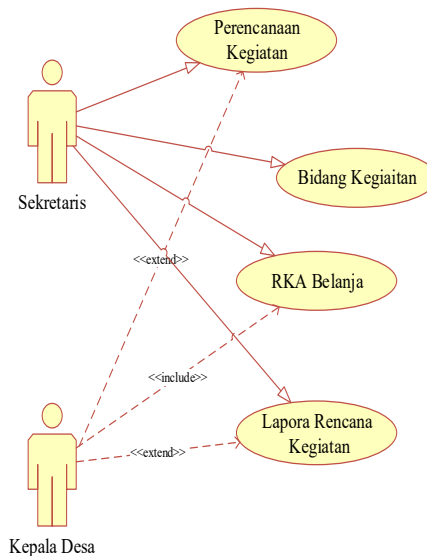 Perencanaan
Kegiatan
Sekretaris
Bidang Kegiaitan
<<extend>>
RKA Belanja
<<include>>
Lapora Rencana
Kegiatan
<<extend>>
Kepala Desa